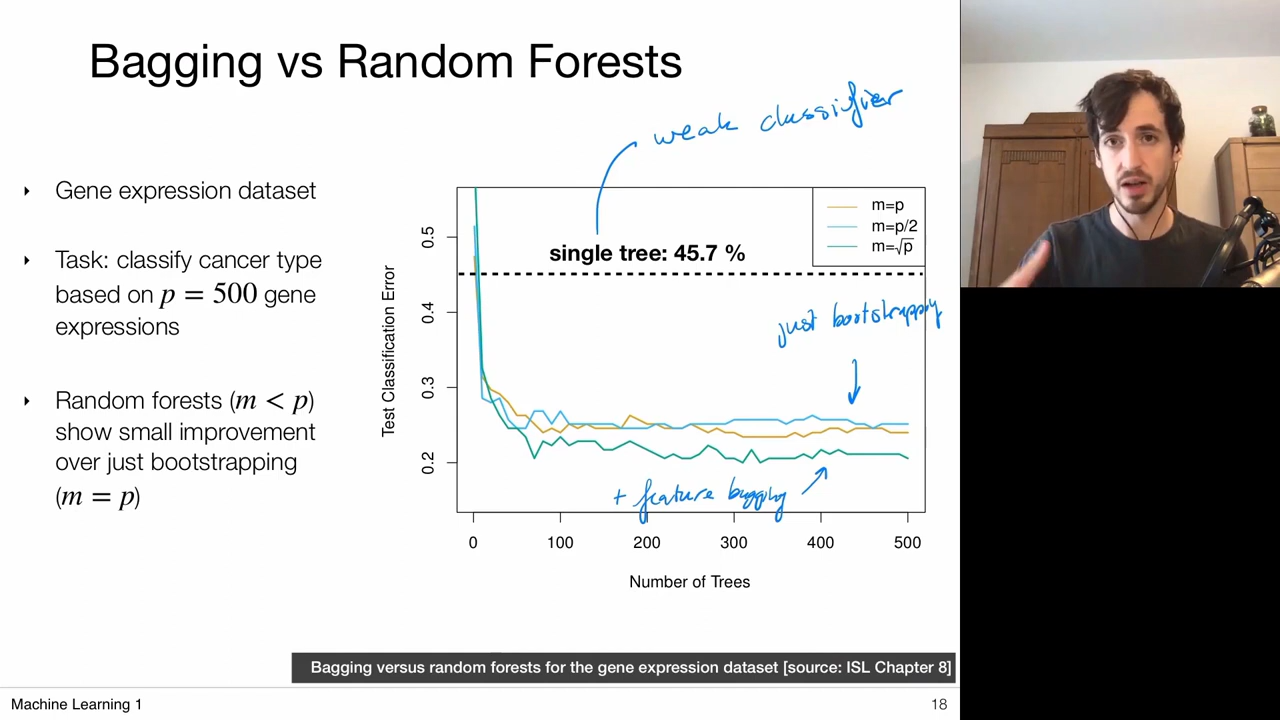 Bagging vs Random Forests
weak classifier
Gene expression dataset
Task: classify cancer type
based on p = 500 gene
expressions
Random forests (m < p)
show small improvement
over just bootstrapping
(m = p)
m=p
m=p/2
m=√p
single tree: 45.7 %
just bootstrapping
+ feature bagging
Test Classification Error
0.5
0.4
0.3
0.2
0 100 200 300 400 500
Number of Trees
Bagging versus random forests for the gene expression dataset [source: ISL Chapter 8]
Machine Learning 1
18